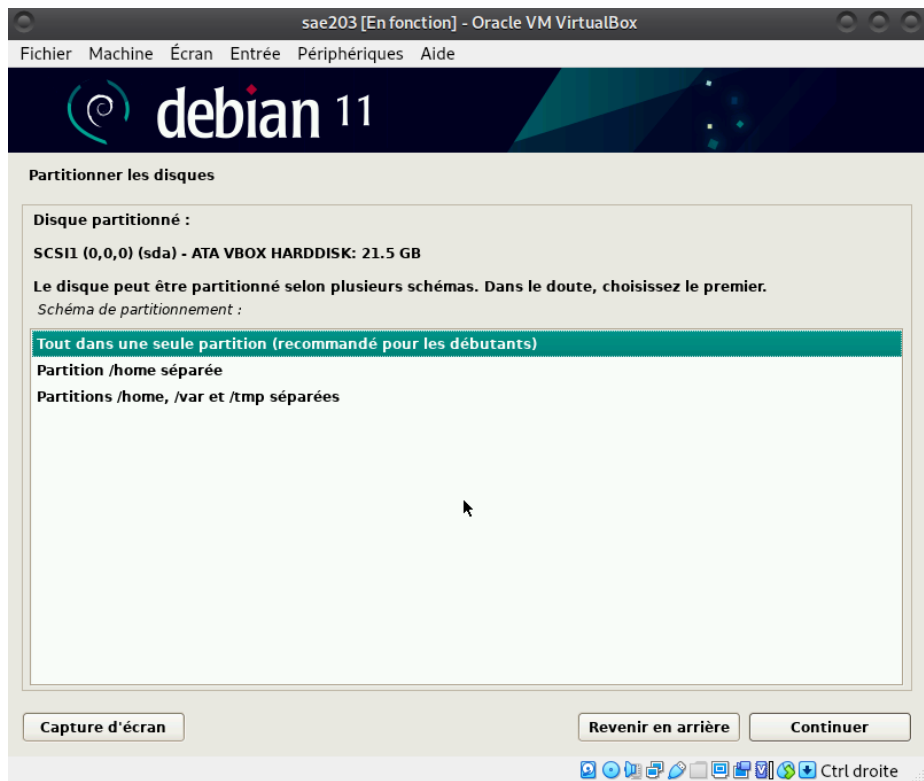 sae203 [En fonction] - Oracle VM VirtualBox
Fichier Machine Écran Entrée Périphériques Aide
debian 11
Partitionner les disques
Disque partitionné :
SCSI1 (0,0,0) (sda) - ATA VBOX HARDDISK: 21.5 GB
Le disque peut être partitionné selon plusieurs schémas. Dans le doute, choisissez le premier.
Schéma de partitionnement :
Tout dans une seule partition (recommandé pour les débutants)
Partition /home séparée
Partitions /home, /var et /tmp séparées
Capture d'écran Revenir en arrière Continuer
Ctrl droite